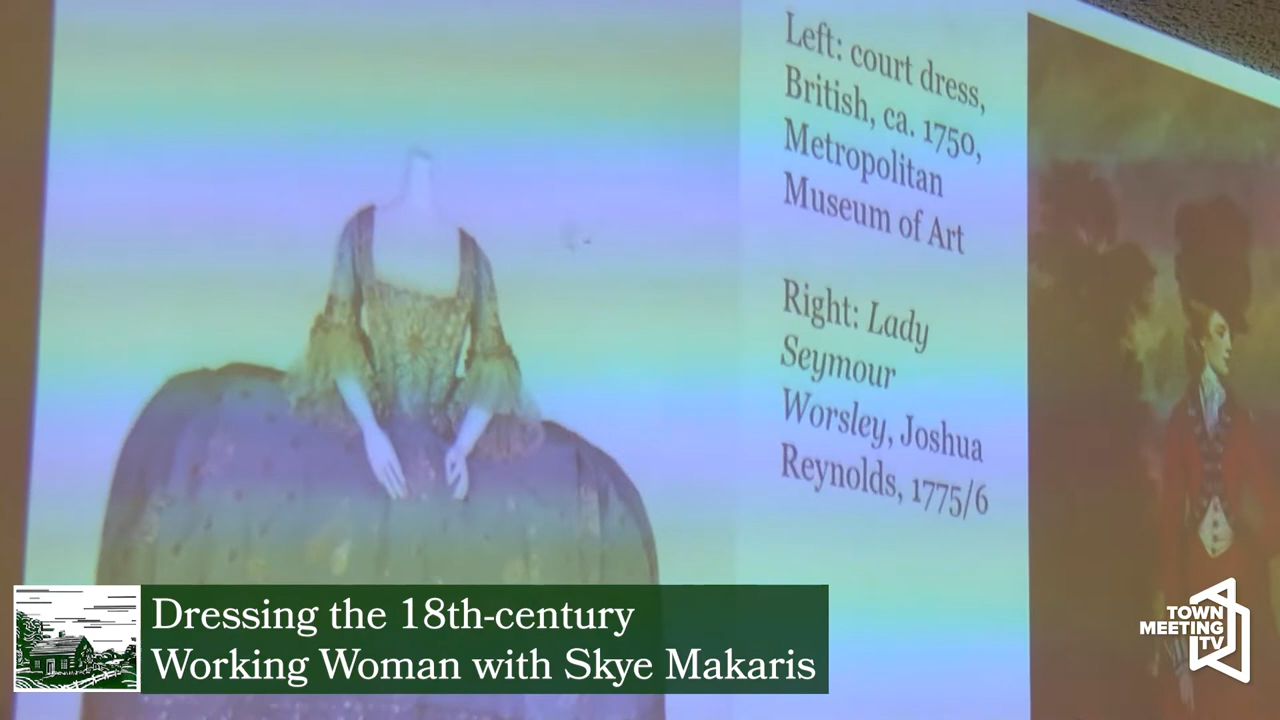 Left: court dress,
British, ca. 1750,
Metropolitan
Museum of Art
Right: Lady
Seymour
Worsley, Joshua
Reynolds, 1775/6
Dressing the 18th-century
Working Woman with Skye Makaris
TOWN
MEETING
TV